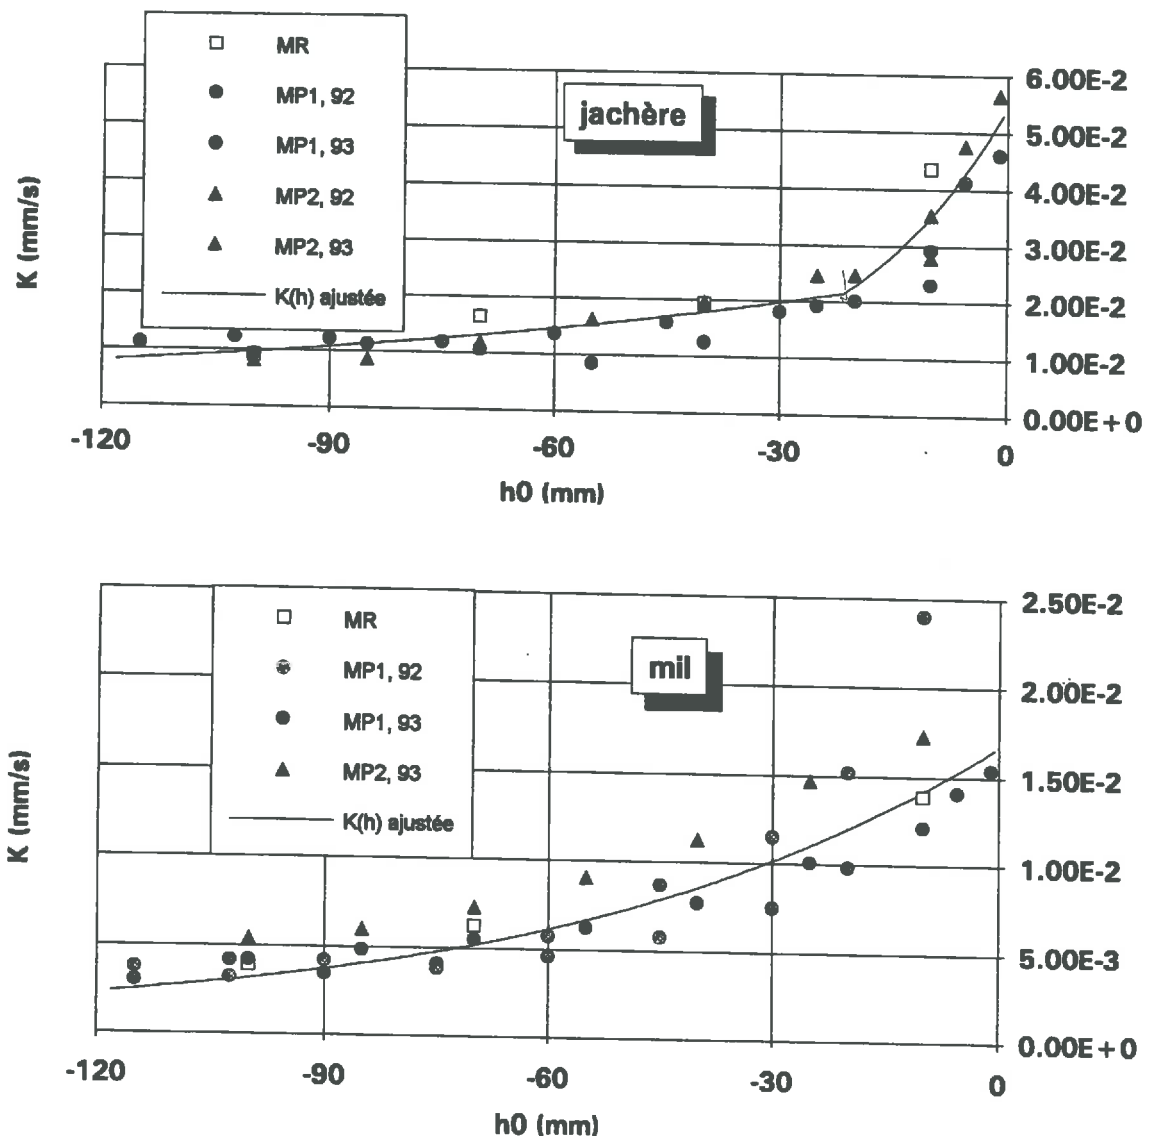 MR
MP1, 92
MP1, 93
MP2, 92
MP2, 93
K(h) ajustée
jachère
K (mm/s)
6.00E-2
5.00E-2
4.00E-2
3.00E-2
2.00E-2
1.00E-2
0.00E+0
-120 -90 -60 -30 0
h0 (mm)
MR
MP1, 92
MP1, 93
MP2, 93
K(h) ajustée
mil
K (mm/s)
2.50E-2
2.00E-2
1.50E-2
1.00E-2
5.00E-3
0.00E+0
-120 -90 -60 -30 0
h0 (mm)